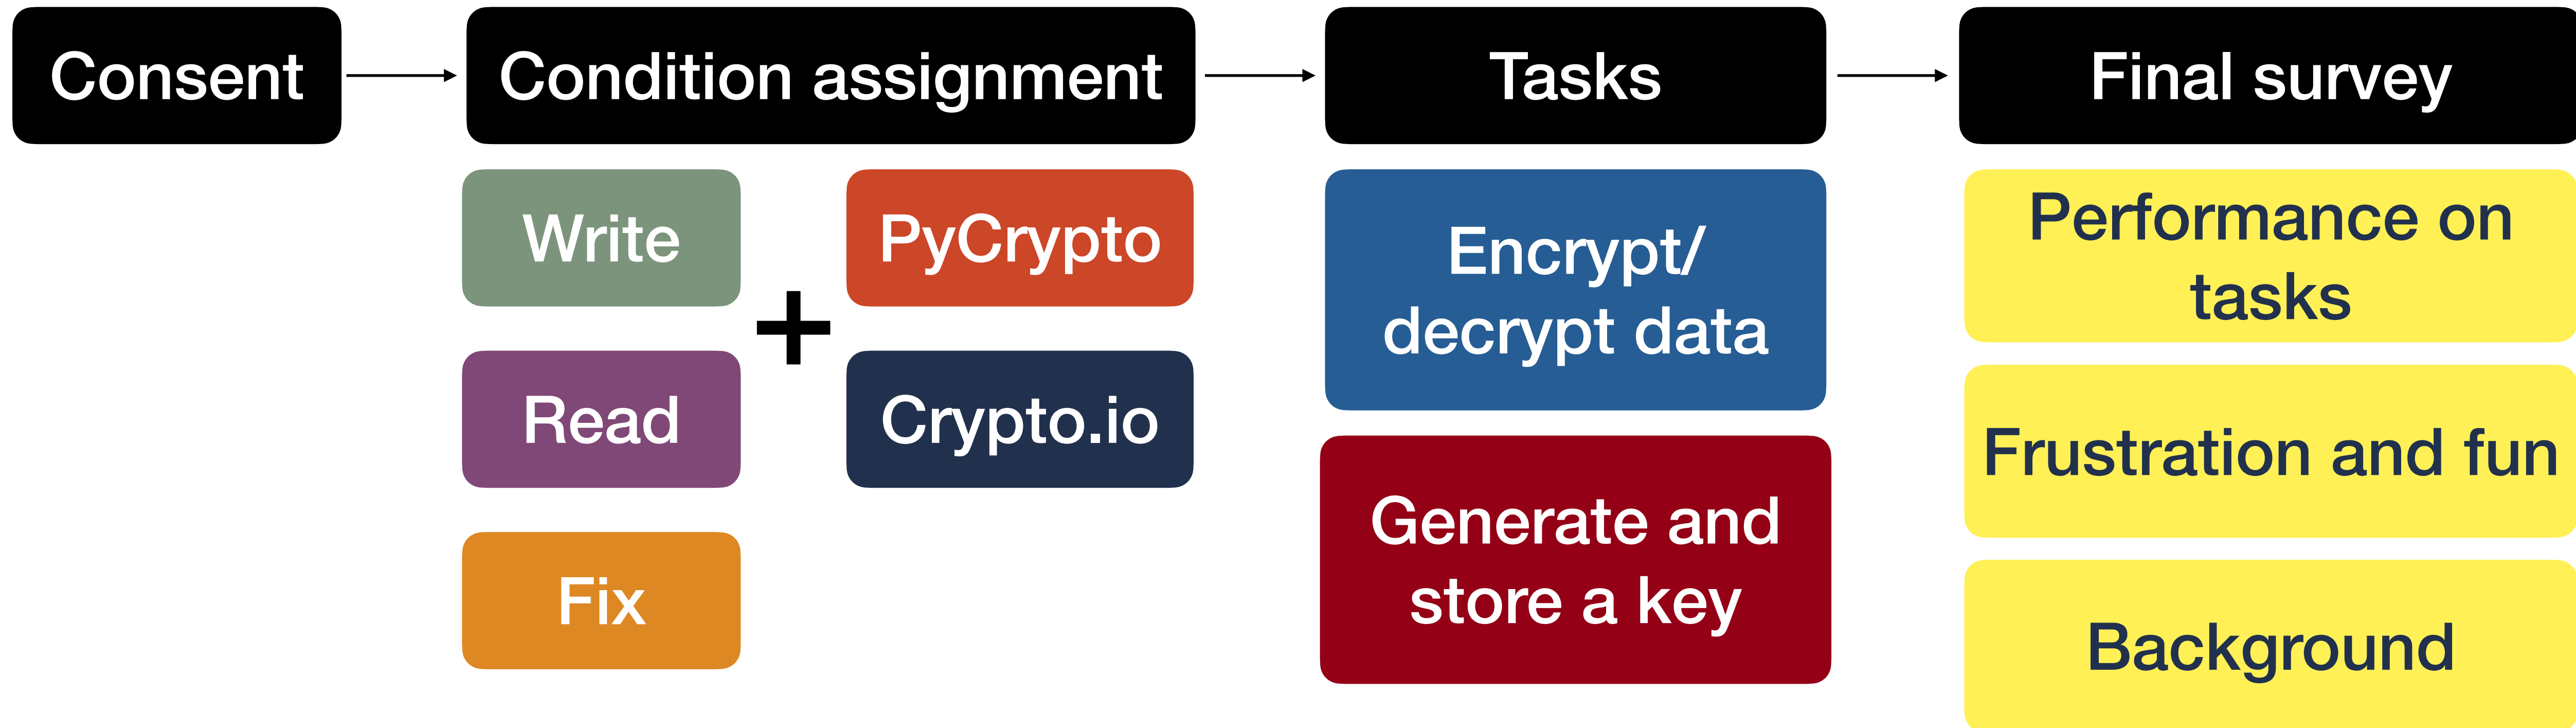 Consent
Condition assignment
Tasks
Final survey
Write
PyCrypto
+
Read
Crypto.io
Fix
Encrypt/
decrypt data
Generate and
store a key
Performance on
tasks
Frustration and fun
Background